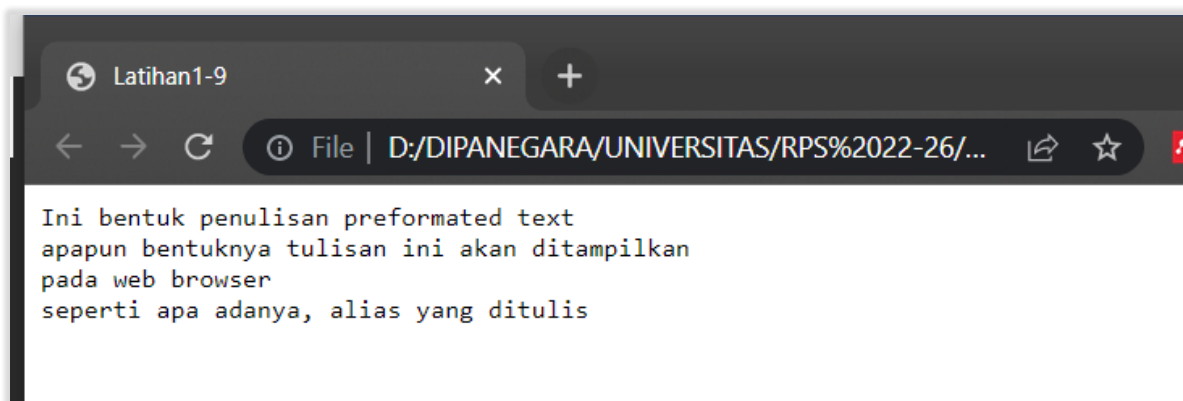 Latihan1-9
File | D:/DIPANEGARA/UNIVERSITAS/RPS%2022-26/...
Ini bentuk penulisan preformated text
apapun bentuknya tulisan ini akan ditampilkan
pada web browser
seperti apa adanya, alias yang ditulis